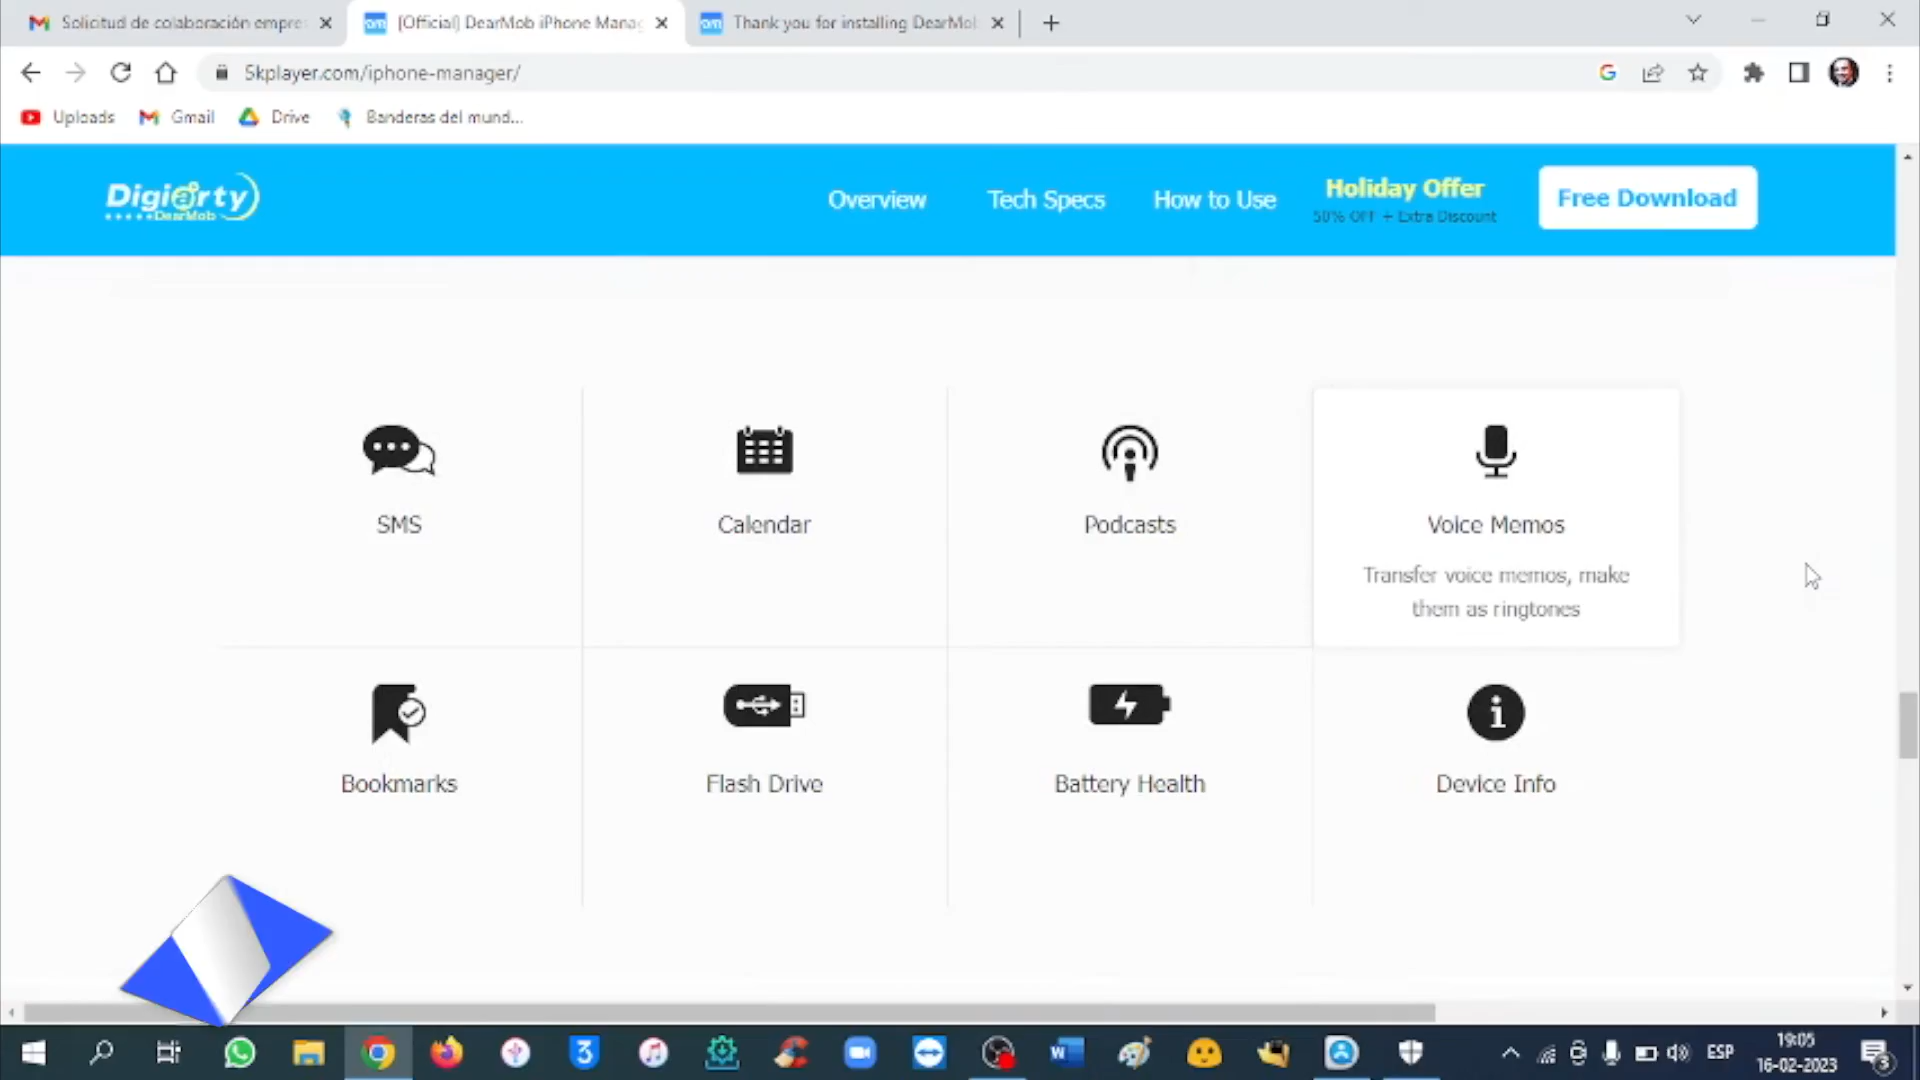 Solicitud de colaboración empre
[Official] DearMob iPhone Manag
Thank you for installing DearMob
5kplayer.com/iphone-manager/
Uploads
Gmail
Drive
Banderas del mund...
Digiarty
DearMob
Overview
Tech Specs
How to Use
Holiday Offer
50% OFF + Extra Discount
Free Download
SMS
Calendar
Podcasts
Voice Memos
Transfer voice memos, make
them as ringtones
Bookmarks
Flash Drive
Battery Health
Device Info
ESP
19:05
16-02-2023
3